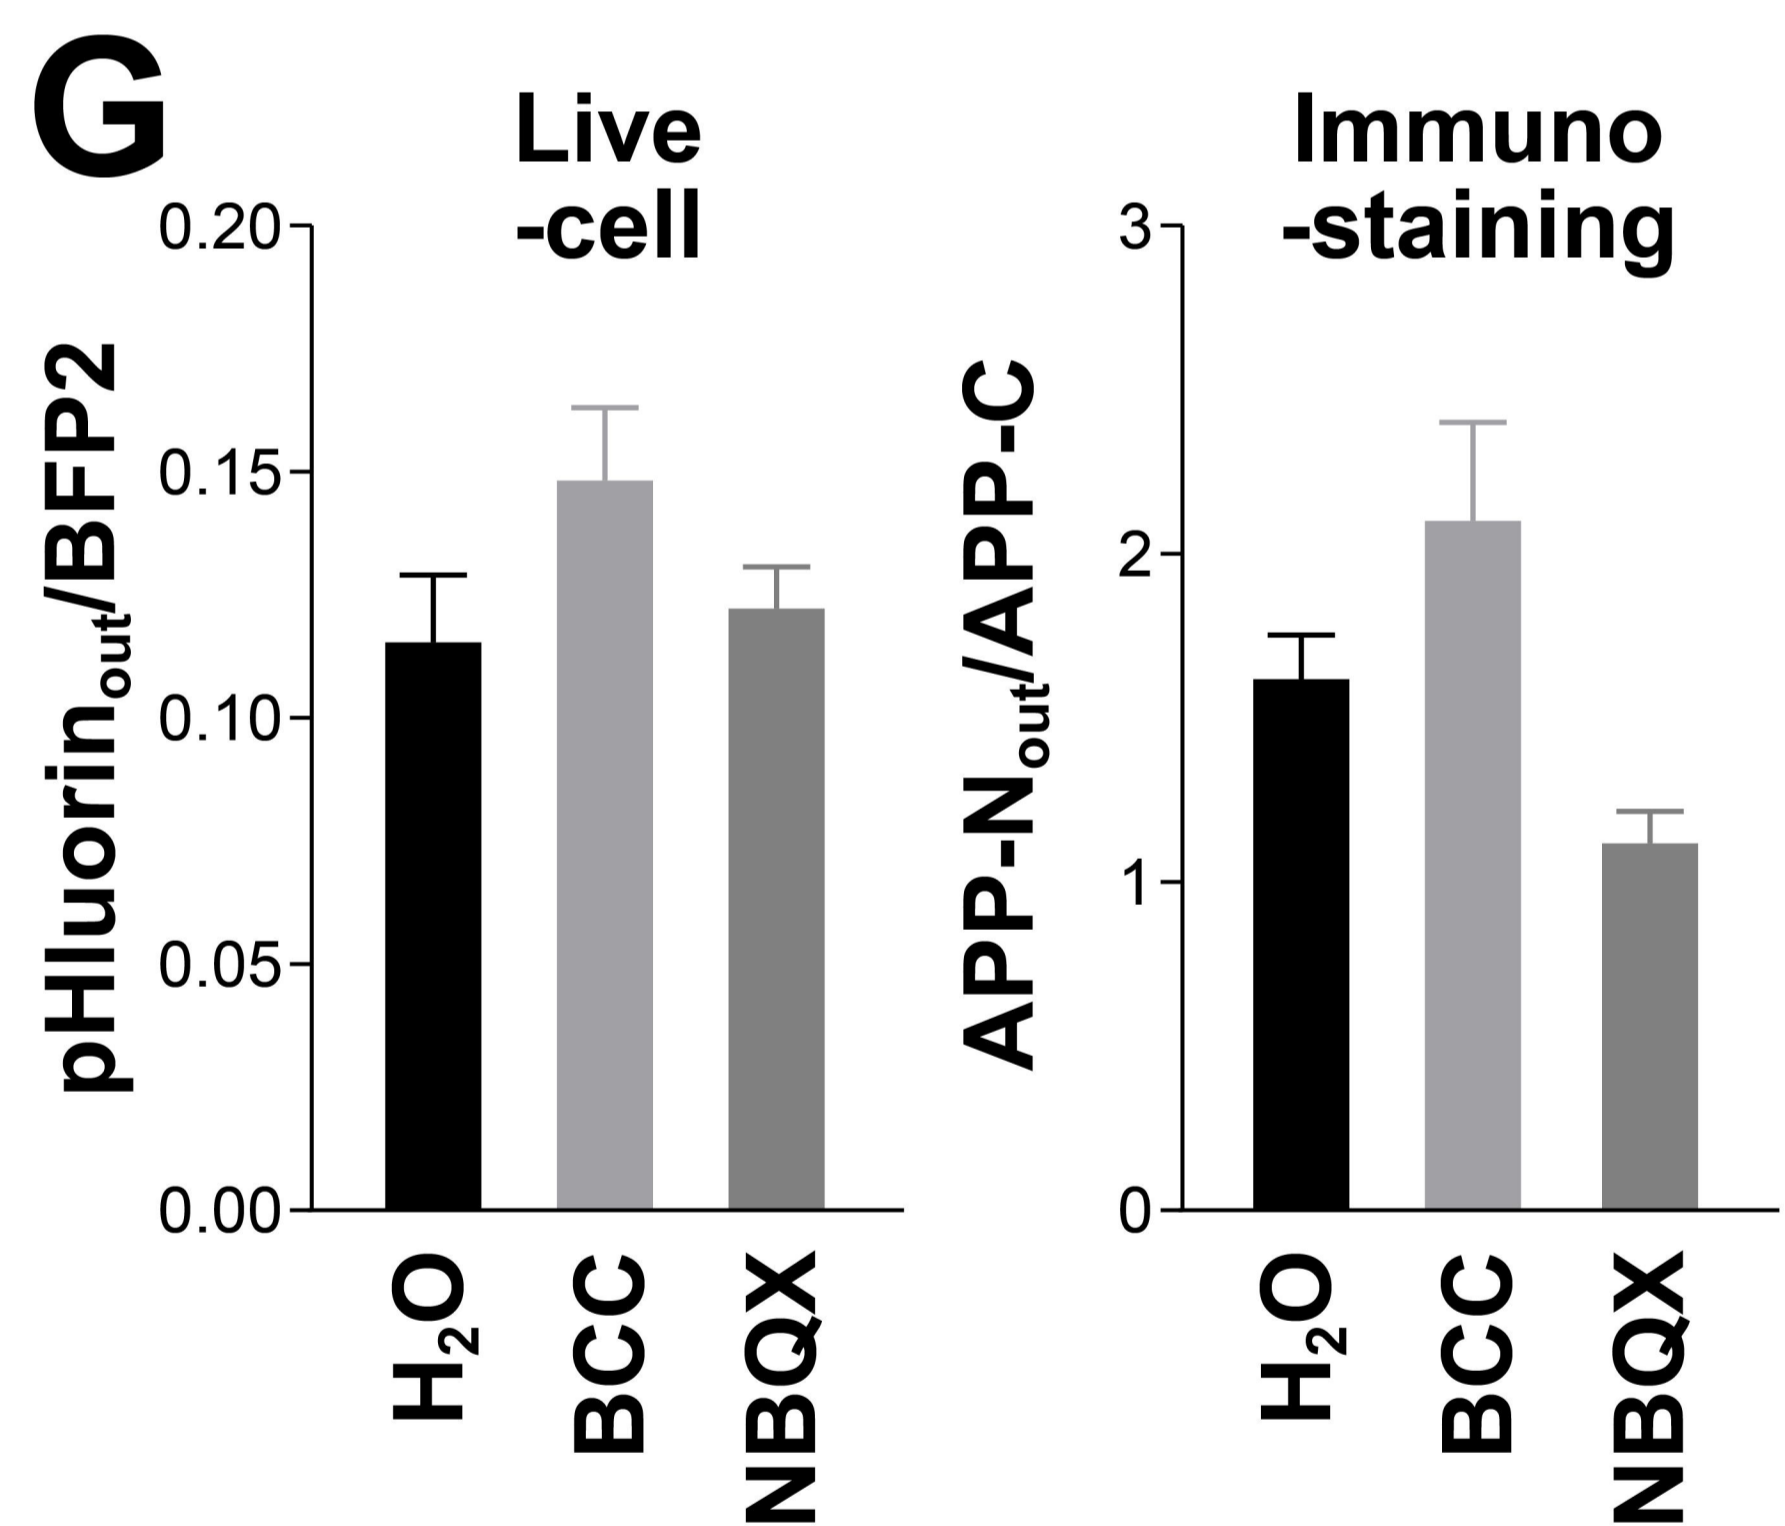 G
Live
-cell
pHluorinout/BFP2
0.20
0.15
0.10
0.05
0.00
H2O
BCC
NBQX
Immuno
-staining
APP-Nout/APP-C
3
2
1
0
H2O
BCC
NBQX